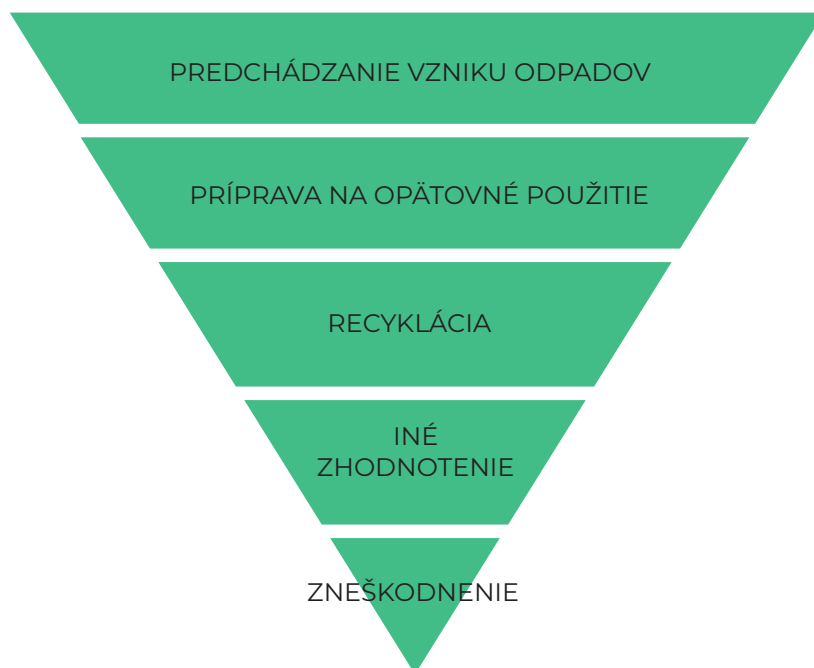 PREDCHÁDZANIE VZNIKU ODPADOV
PRÍPRAVA NA OPÄTOVNÉ POUŽITIE
RECYKLÁCIA
INÉ
ZHODNOTENIE
ZNEŠKODNENIE